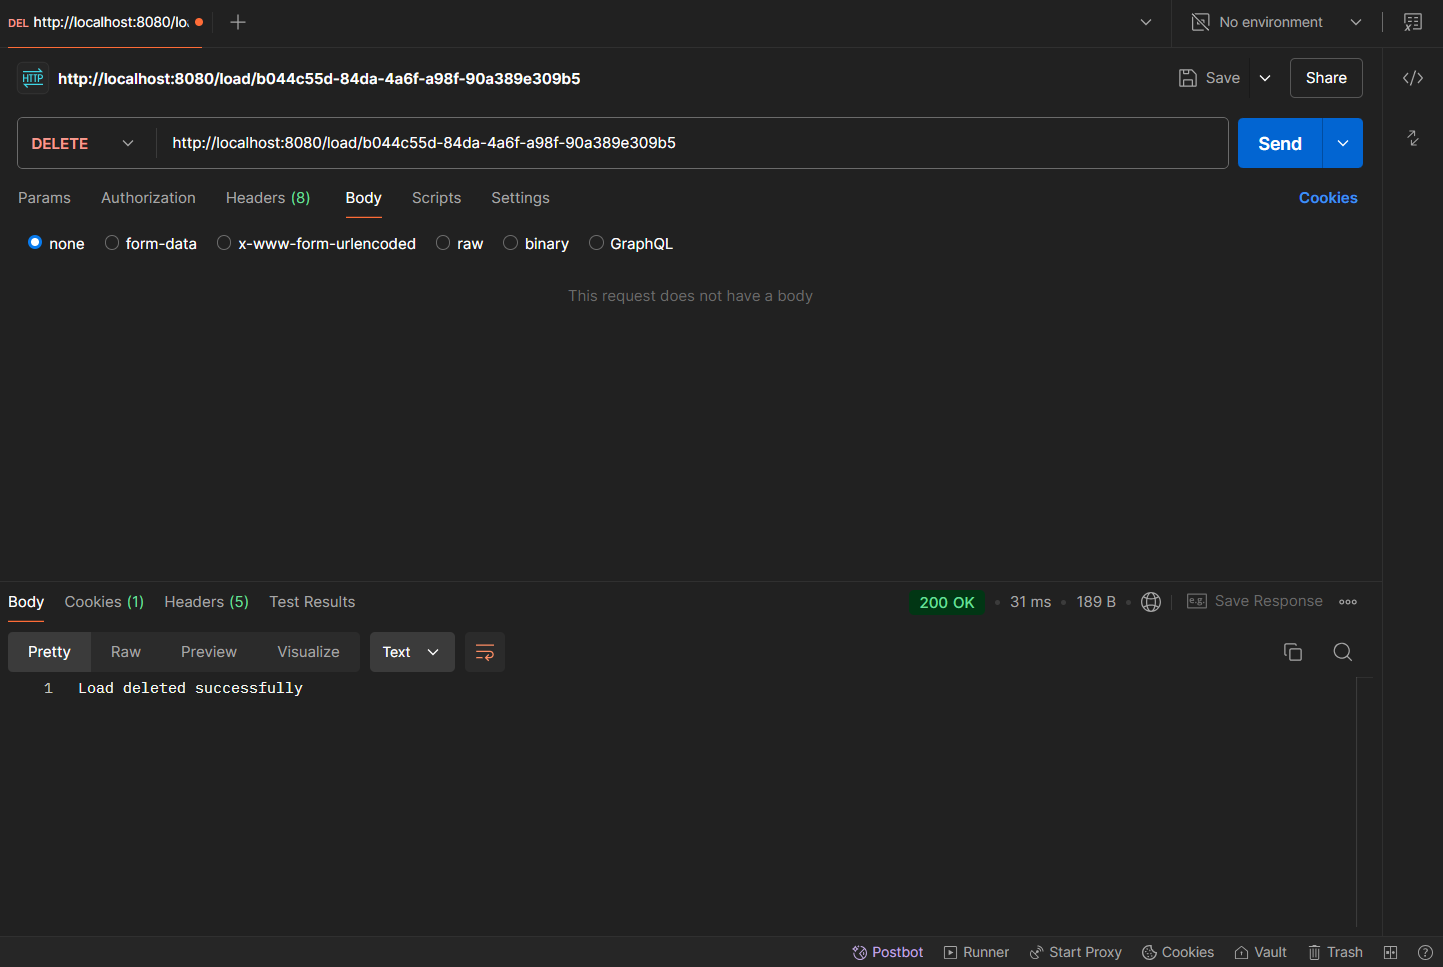 DEL http://localhost:8080/lo
No environment
HTTP http://localhost:8080/load/b044c55d-84da-4a6f-a98f-90a389e309b5
Save
Share
DELETE
http://localhost:8080/load/b044c55d-84da-4a6f-a98f-90a389e309b5
Send
Params Authorization Headers (8) Body Scripts Settings
Cookies
none form-data x-www-form-urlencoded raw binary GraphQL
This request does not have a body
Body Cookies (1) Headers (5) Test Results
200 OK • 31 ms • 189 B • e.g. Save Response
Pretty Raw Preview Visualize Text
1 Load deleted successfully
Postbot Runner Start Proxy Cookies Vault Trash